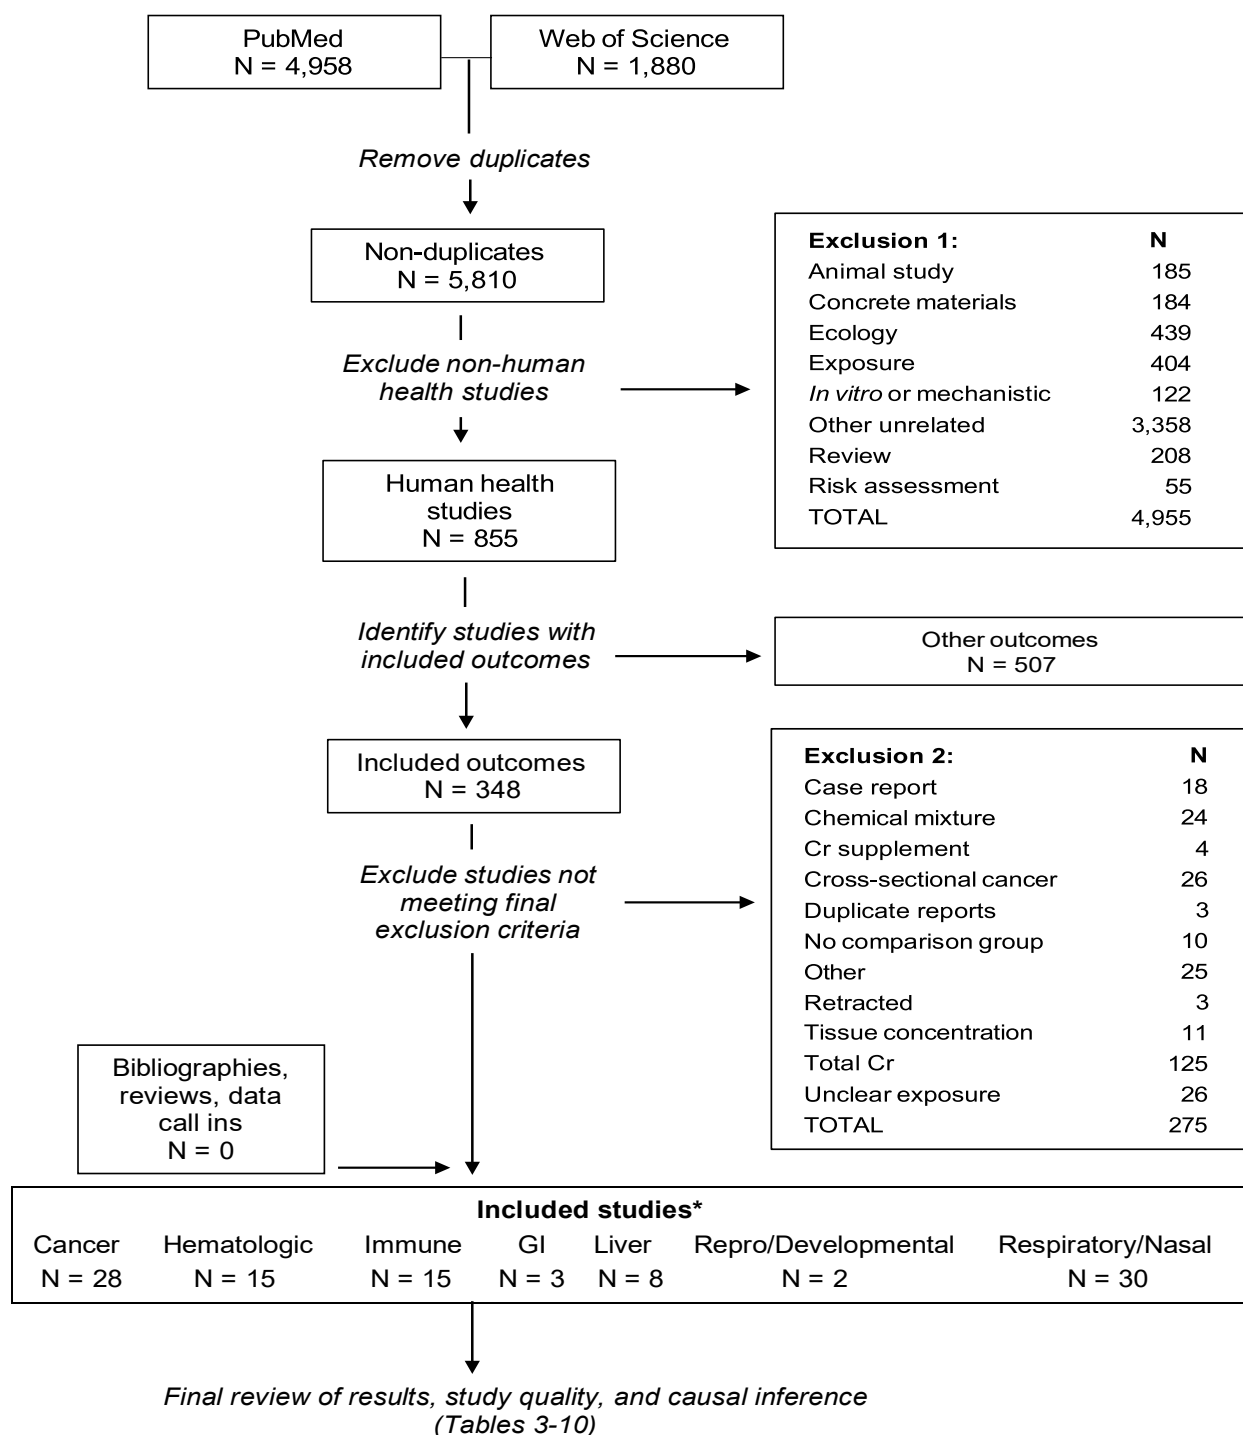 PubMed
N = 4,958
Web of Science
N = 1,880
Remove duplicates
Non-duplicates
N = 5,810
Exclude non-human
health studies
Exclusion 1: N
Animal study 185
Concrete materials 184
Ecology 439
Exposure 404
In vitro or mechanistic 122
Other unrelated 3,358
Review 208
Risk assessment 55
TOTAL 4,955
Human health
studies
N = 855
Identify studies with
included outcomes
Other outcomes
N = 507
Included outcomes
N = 348
Exclude studies not
meeting final
exclusion criteria
Exclusion 2: N
Case report 18
Chemical mixture 24
Cr supplement 4
Cross-sectional cancer 26
Duplicate reports 3
No comparison group 10
Other 25
Retracted 3
Tissue concentration 11
Total Cr 125
Unclear exposure 26
TOTAL 275
Bibliographies,
reviews, data
call ins
N = 0
Included studies*
Cancer Hematologic Immune GI Liver Repro/Developmental Respiratory/Nasal
N = 28 N = 15 N = 15 N = 3 N = 8 N = 2 N = 30
Final review of results, study quality, and causal inference
(Tables 3-10)